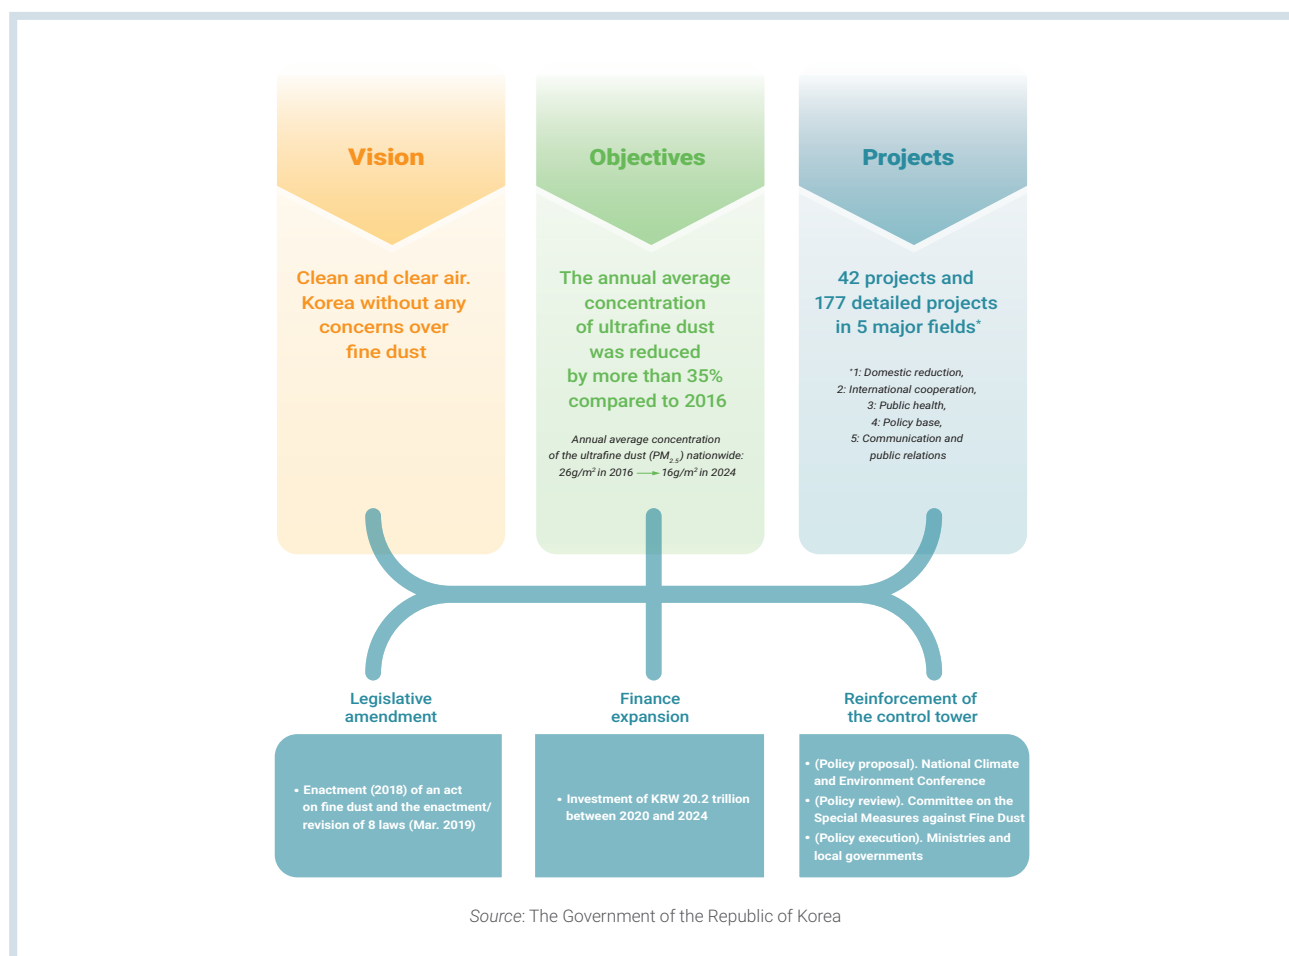 Vision
Clean and clear air.
Korea without any
concerns over
fine dust
Objectives
The annual average
concentration
of ultrafine dust
was reduced
by more than 35%
compared to 2016
Annual average concentration
of the ultrafine dust (PM2.5) nationwide:
26g/m² in 2016 → 16g/m² in 2024
Projects
42 projects and
177 detailed projects
in 5 major fields*
*1: Domestic reduction,
2: International cooperation,
3: Public health,
4: Policy base,
5: Communication and
public relations
Legislative
amendment
• Enactment (2018) of an act
on fine dust and the enactment/
revision of 8 laws (Mar. 2019)
Finance
expansion
• Investment of KRW 20.2 trillion
between 2020 and 2024
Reinforcement of
the control tower
• (Policy proposal). National Climate
and Environment Conference
• (Policy review). Committee on the
Special Measures against Fine Dust
• (Policy execution). Ministries and
local governments
Source: The Government of the Republic of Korea